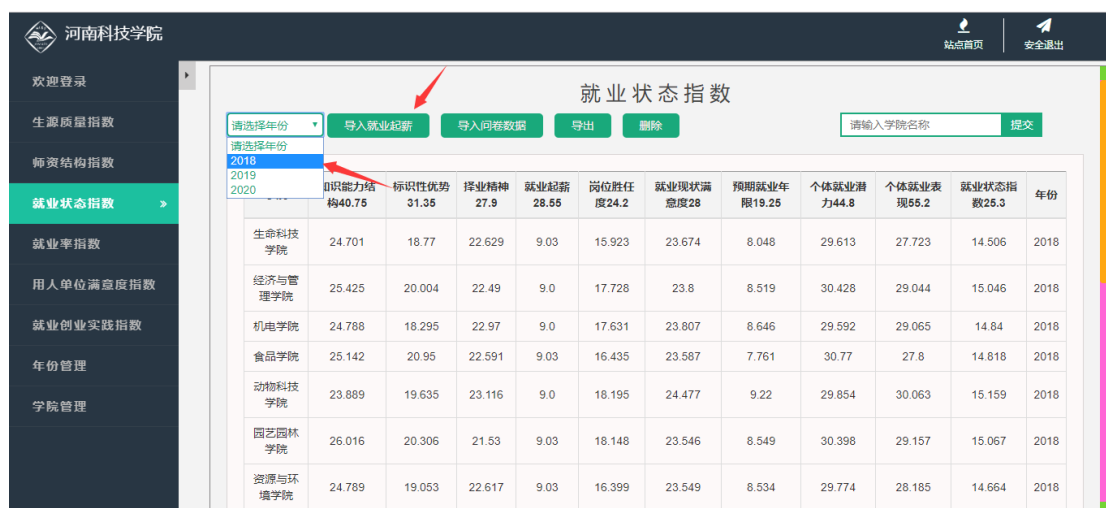 河南科技学院
站点首页 安全退出
欢迎登录
生源质量指数
师资结构指数
就业状态指数 »
就业率指数
用人单位满意度指数
就业创业实践指数
年份管理
学院管理
就业状态指数
请选择年份 导入就业起薪 导入问卷数据 导出 删除 请输入学院名称 提交
请选择年份
2018
2019
2020
知识能力结构40.75 标识性优势31.35 择业精神27.9 就业起薪28.55 岗位胜任度24.2 就业现状满意度28 预期就业年限19.25 个体就业潜力44.8 个体就业表现55.2 就业状态指数25.3 年份
生命科技学院 24.701 18.77 22.629 9.03 15.923 23.674 8.048 29.613 27.723 14.506 2018
经济与管理学院 25.425 20.004 22.49 9.0 17.728 23.8 8.519 30.428 29.044 15.046 2018
机电学院 24.788 18.295 22.97 9.0 17.631 23.807 8.646 29.592 29.065 14.84 2018
食品学院 25.142 20.95 22.591 9.03 16.435 23.587 7.761 30.77 27.8 14.818 2018
动物科技学院 23.889 19.635 23.116 9.0 18.195 24.477 9.22 29.854 30.063 15.159 2018
园艺园林学院 26.016 20.306 21.53 9.03 18.148 23.546 8.549 30.398 29.157 15.067 2018
资源与环境学院 24.789 19.053 22.617 9.03 16.399 23.549 8.534 29.774 28.185 14.664 2018